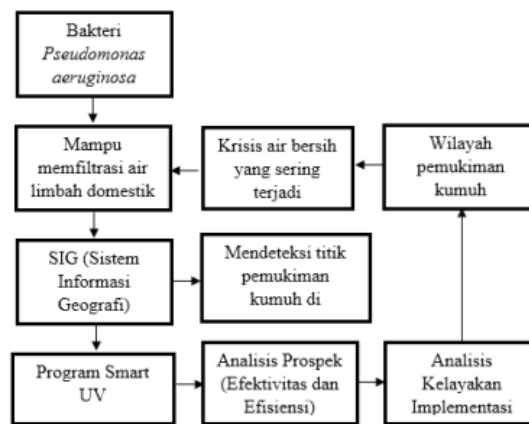 Bakteri
Pseudomonas
aeruginosa
Mampu
memfiltrasi air
limbah domestik
Krisis air bersih
yang sering
terjadi
Wilayah
pemukiman
kumuh
SIG (Sistem
Informasi
Geografi)
Mendeteksi titik
pemukiman
kumuh di
Program Smart
UV
Analisis Prospek
(Efektivitas dan
Efisiensi)
Analisis
Kelayakan
Implementasi